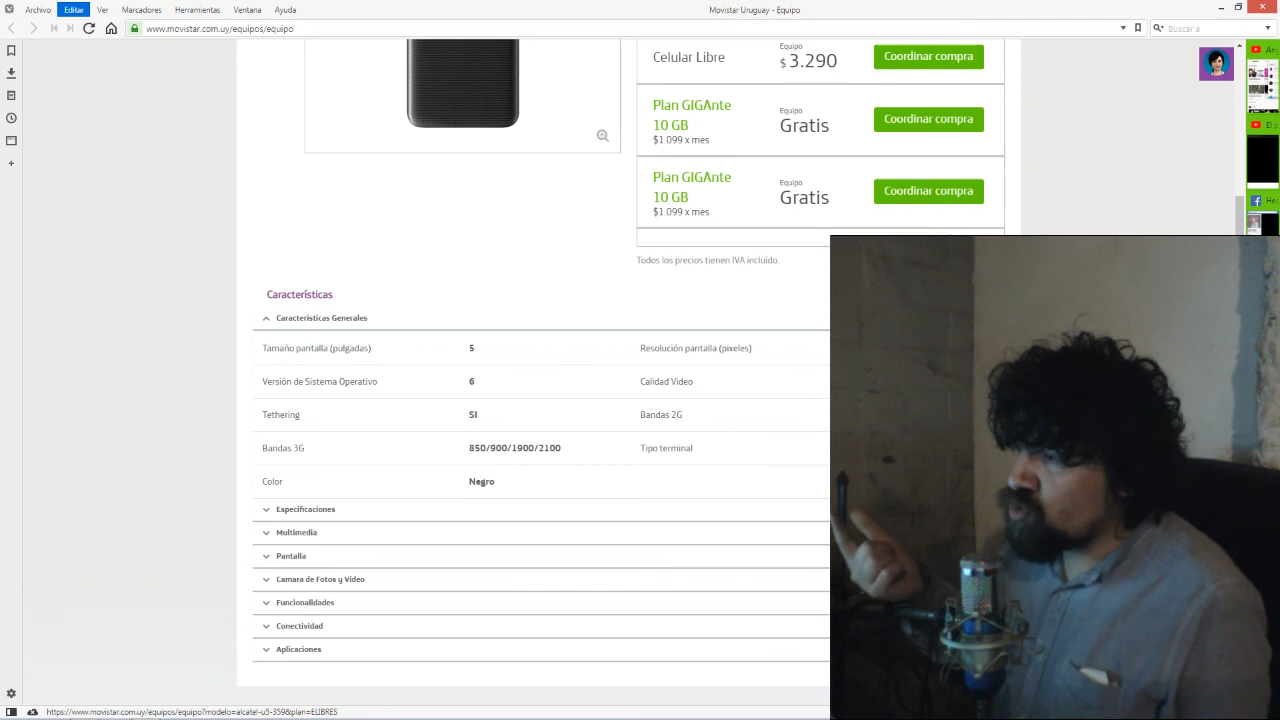 Archivo Editar Ver Marcadores Herramientas Ventana Ayuda
Movistar Uruguay - Equipo
www.movistar.com.uy/equipos/equipo
Buscar a
Celular Libre
Equipo
$ 3.290
Coordinar compra
Plan GIGAnte
10 GB
$1.099 x mes
Equipo
Gratis
Coordinar compra
Plan GIGAnte
10 GB
$1.099 x mes
Equipo
Gratis
Coordinar compra
Todos los precios tienen IVA incluido.
Características
Caracteristicas Generales
Tamaño pantalla (pulgadas) 5 Resolución pantalla (pixeles)
Versión de Sistema Operativo 6 Calidad Video
Tethering SI Bandas 2G
Bandas 3G 850/900/1900/2100 Tipo terminal
Color Negro
Especificaciones
Multimedia
Pantalla
Camara de Fotos y Video
Funcionalidades
Conectividad
Aplicaciones
https://www.movistar.com.uy/equipos/equipo?modelo=alcatel-u5-359&plan=ELIBRES